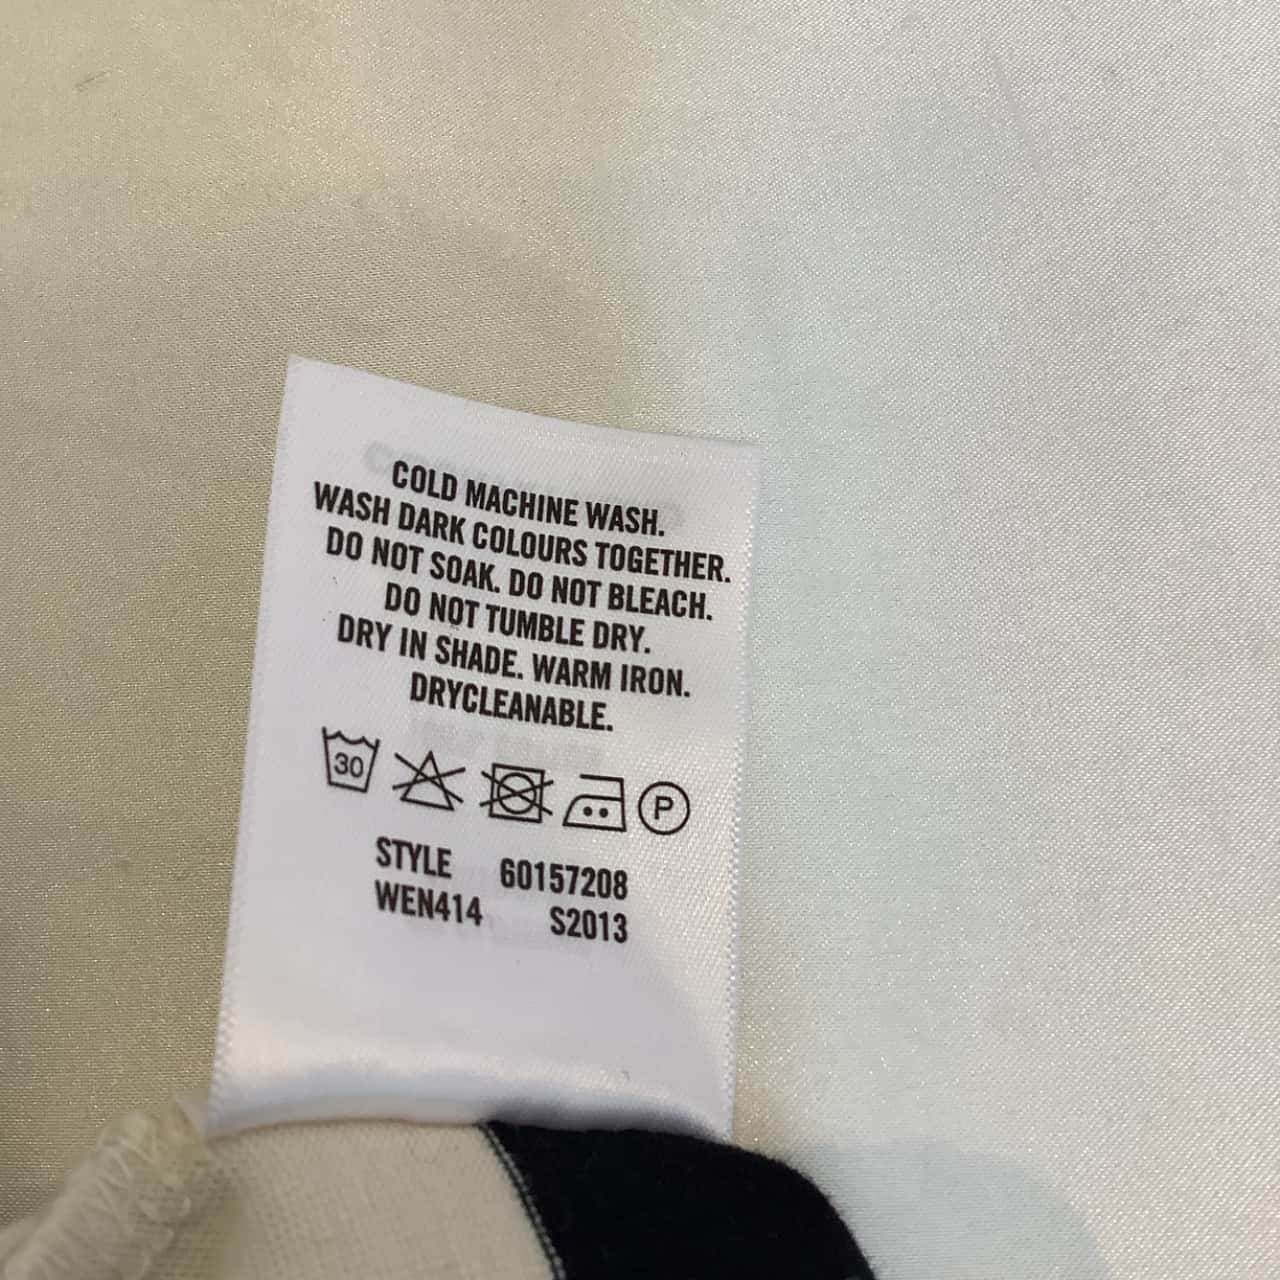 COLD MACHINE WASH.
WASH DARK COLOURS TOGETHER.
DO NOT SOAK. DO NOT BLEACH.
DO NOT TUMBLE DRY.
DRY IN SHADE. WARM IRON.
DRYCLEANABLE.
30 P
STYLE 60157208
WEN414 S2013